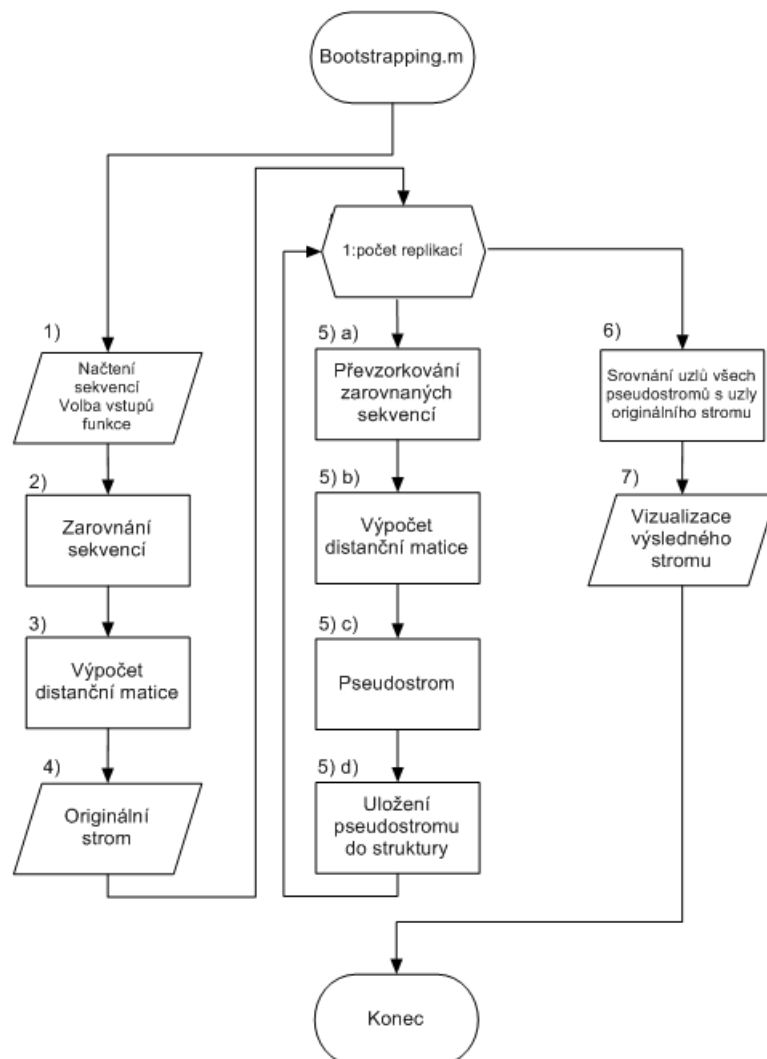 Bootstrapping.m
1)
Načtení
sekvencí
Volba vstupů
funkce
2)
Zarovnání
sekvencí
3)
Výpočet
distanční matice
4)
Originální
strom
1:počet replikací
5) a)
Převzorkování
zarovnaných
sekvencí
5) b)
Výpočet
distanční matice
5) c)
Pseudostrom
5) d)
Uložení
pseudostromu
do struktury
6)
Srovnání uzlů všech
pseudostromů s uzly
originálního stromu
7)
Vizualizace
výsledného
stromu
Konec